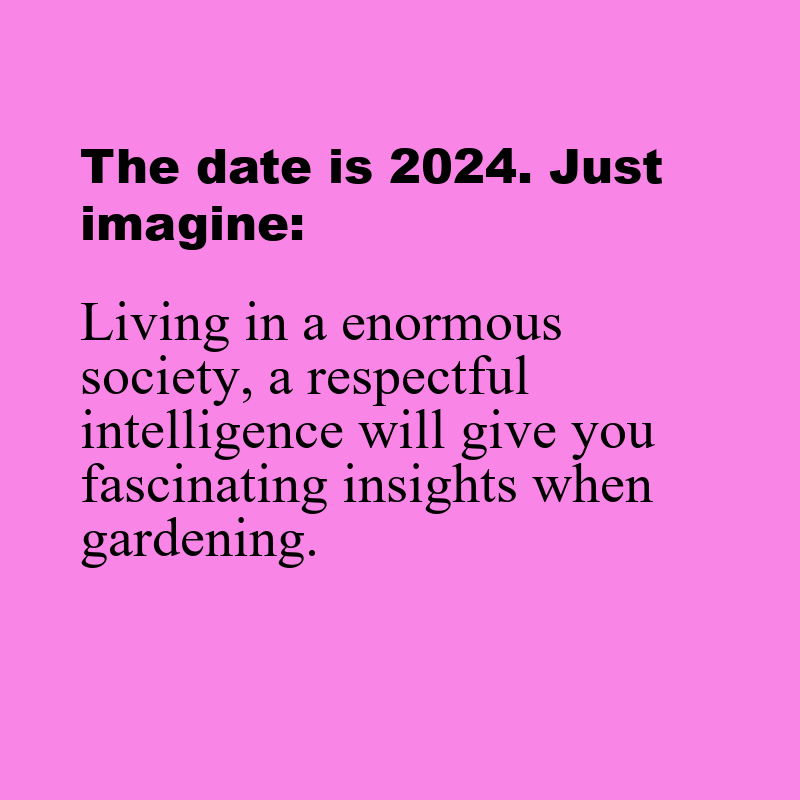 The date is 2024. Just
imagine:
Living in a enormous
society, a respectful
intelligence will give you
fascinating insights when
gardening.